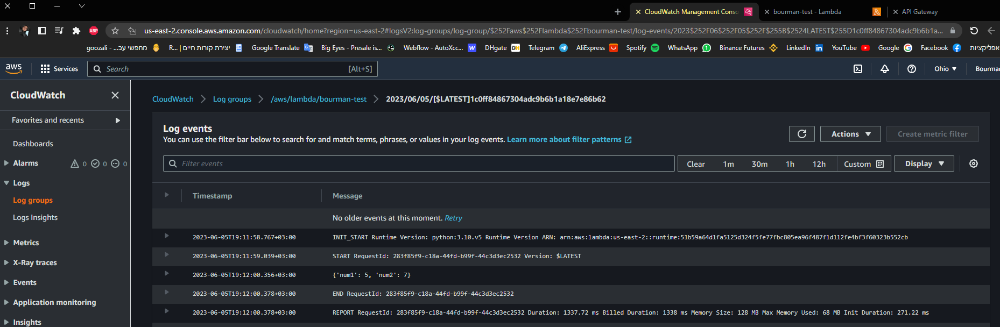 CloudWatch Management Conso
bourman-test - Lambda
API Gateway
ABP
us-east-2.console.aws.amazon.com/cloudwatch/home?region=us-east-2#logsV2:log-groups/log-group/$252Faws$252Flambda$252Fbourman-test/log-events/2023$252F06$252F05$252F$255B$2524LATEST$255D1c0ff84867304adc9b6b1a...
goozali - ...מחפשי עב
R... | יצירת קורות חיים
Google Translate
Big Eyes - Presale is...
Webflow - AutoXcc...
DHgate
Telegram
AliExpress
Spotify
WhatsApp
Binance Futures
LinkedIn
YouTube
Google
Facebook
אפליקציות
aws
Services
Search
[Alt+S]
Ohio
Bourma
CloudWatch
Favorites and recents
Dashboards
Alarms 0 0 0
Logs
Log groups
Logs Insights
Metrics
X-Ray traces
Events
Application monitoring
Insights
CloudWatch
Log groups
/aws/lambda/bourman-test
2023/06/05/[$LATEST]1c0ff84867304adc9b6b1a18e7e86b62
Log events
You can use the filter bar below to search for and match terms, phrases, or values in your log events. Learn more about filter patterns
Actions
Create metric filter
Filter events
Clear
1m
30m
1h
12h
Custom
Display
Timestamp
Message
No older events at this moment. Retry
2023-06-05T19:11:58.767+03:00 INIT_START Runtime Version: python:3.10.v5 Runtime Version ARN: arn:aws:lambda:us-east-2::runtime:51b59a64d1fa5125d324f5fe77fbc805ea96f487f1d112fe4bf3f60323b552cb
2023-06-05T19:11:59.039+03:00 START RequestId: 283f85f9-c18a-44fd-b99f-44c3d3ec2532 Version: $LATEST
2023-06-05T19:12:00.356+03:00 {'num1': 5, 'num2': 7}
2023-06-05T19:12:00.378+03:00 END RequestId: 283f85f9-c18a-44fd-b99f-44c3d3ec2532
2023-06-05T19:12:00.378+03:00 REPORT RequestId: 283f85f9-c18a-44fd-b99f-44c3d3ec2532 Duration: 1337.72 ms Billed Duration: 1338 ms Memory Size: 128 MB Max Memory Used: 68 MB Init Duration: 271.22 ms